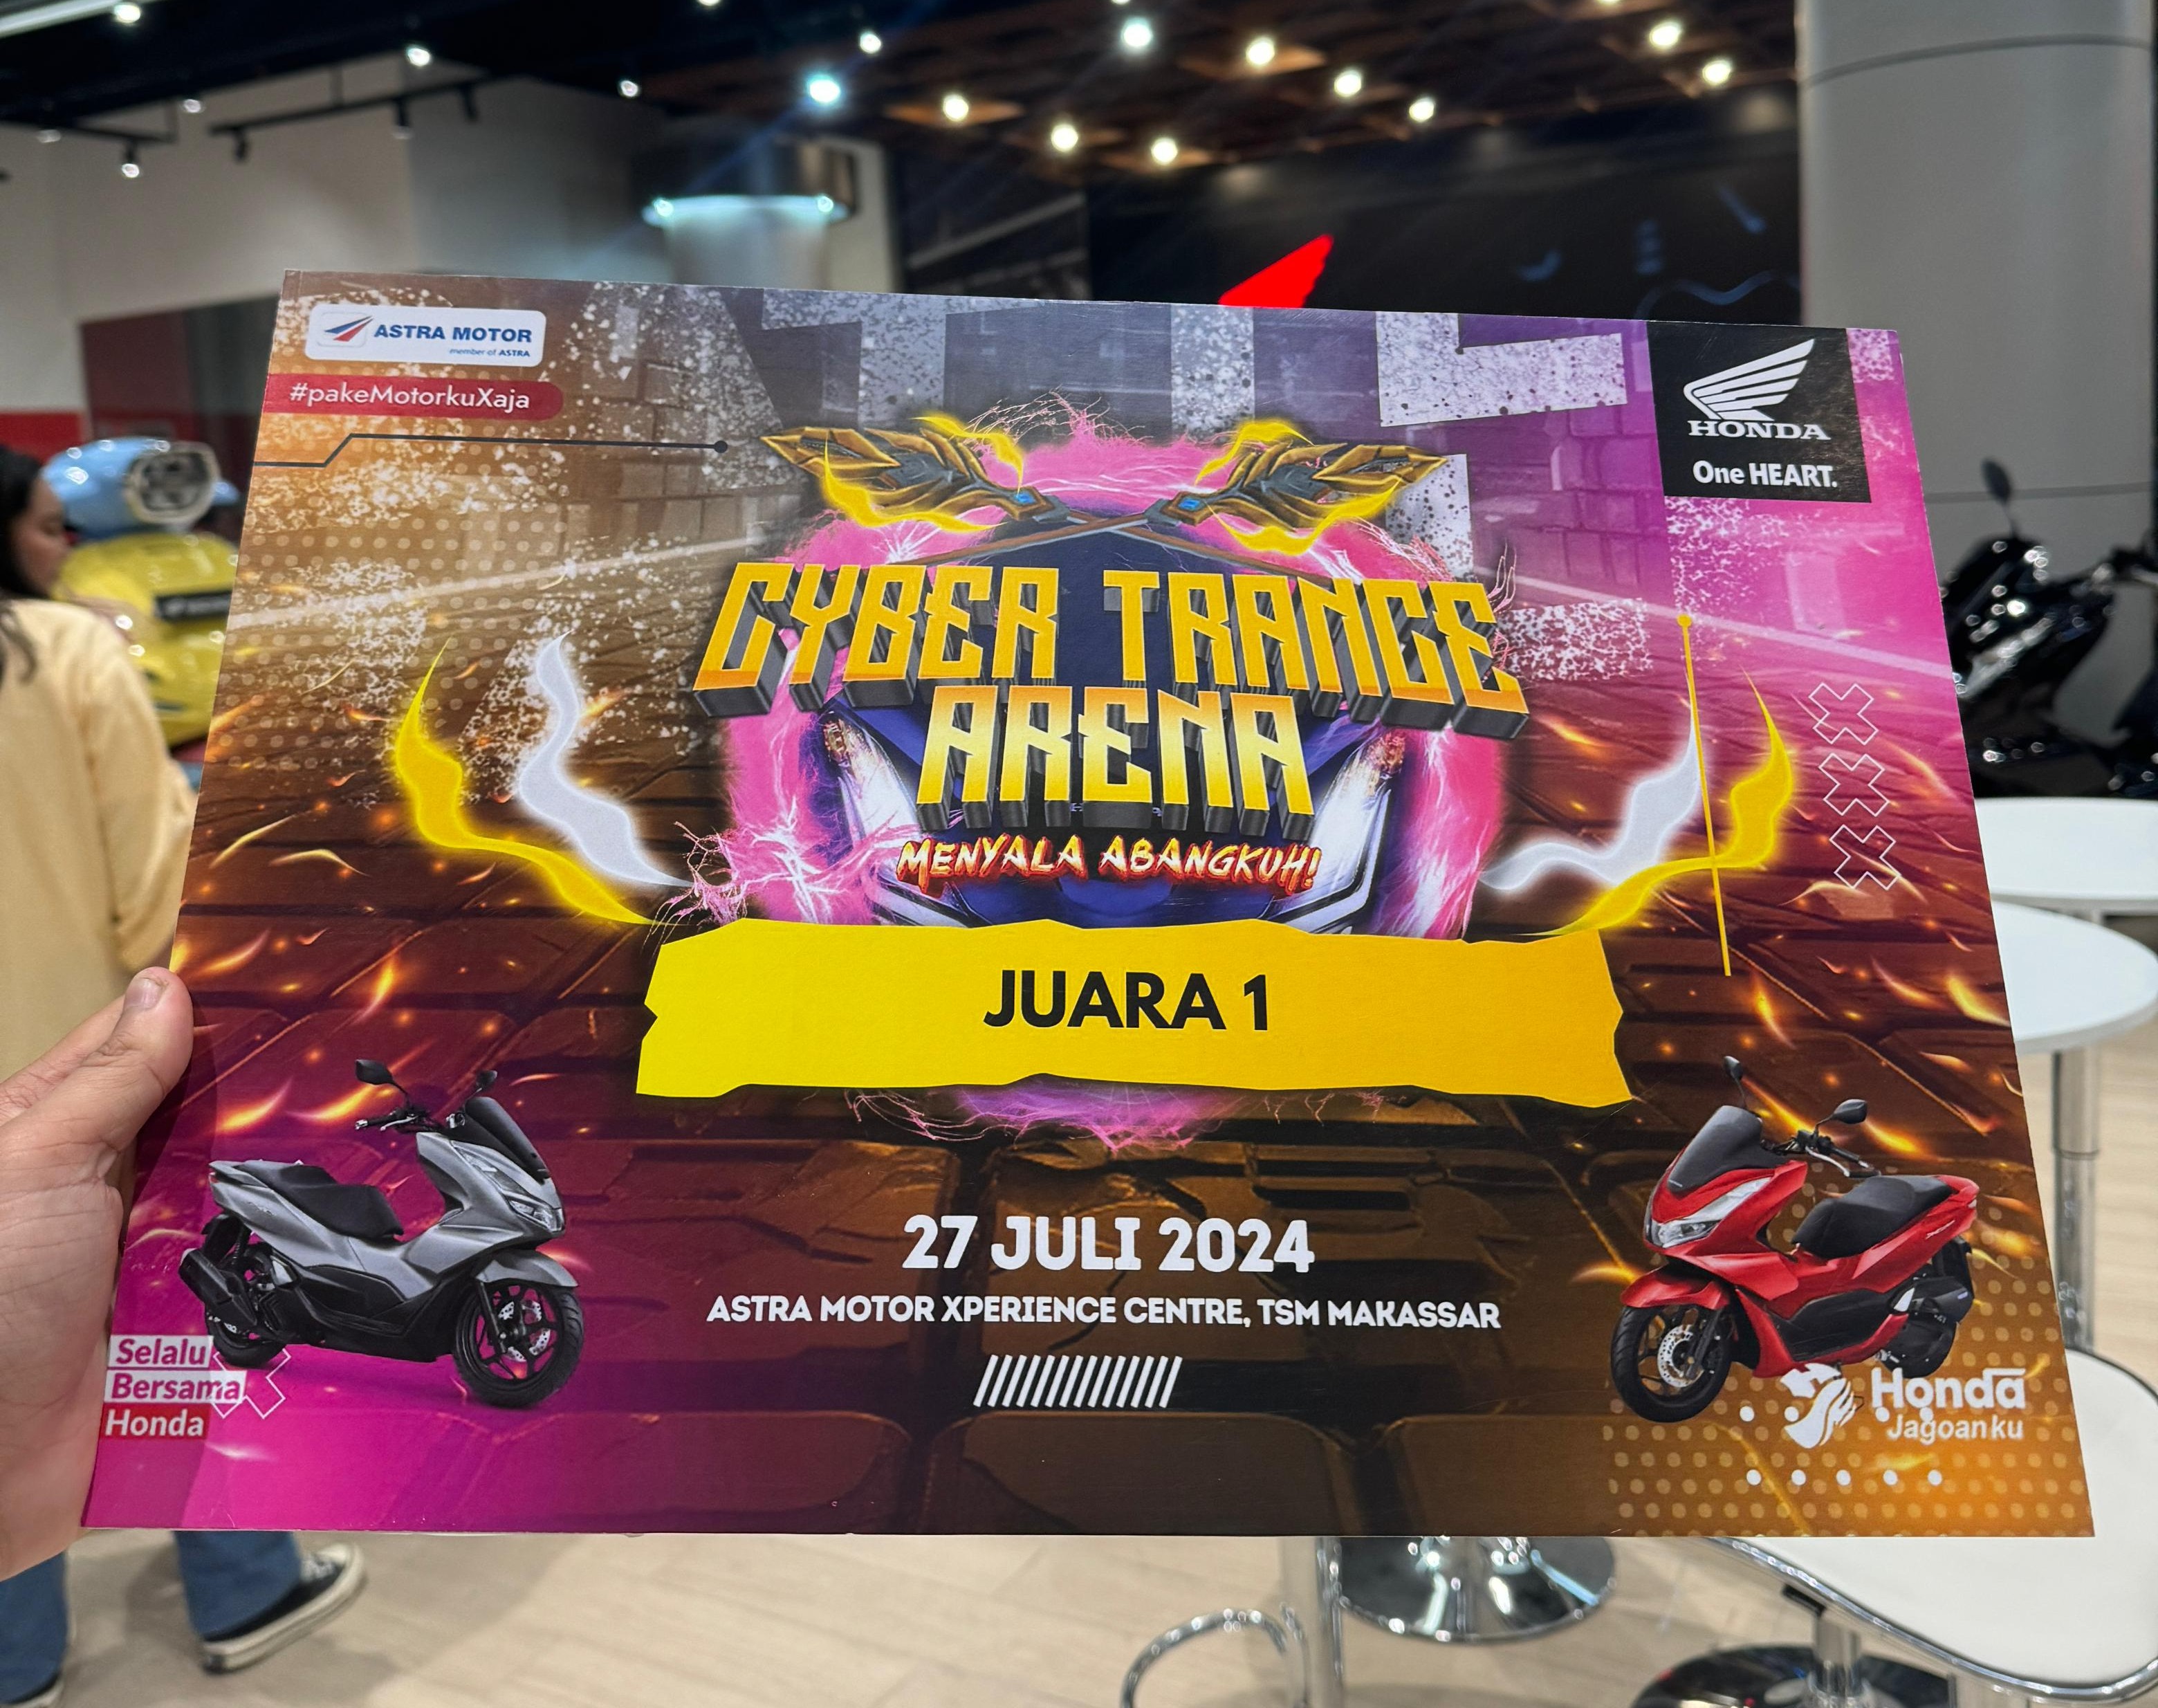 ASTRA MOTOR
member of ASTRA
#pakeMotorkuXaja
HONDA
One HEART.
CYBER TRANCE
ARENA
MENYALA ABANGKUH!
JUARA 1
27 JULI 2024
ASTRA MOTOR XPERIENCE CENTRE, TSM MAKASSAR
Selalu
Bersama
Honda
Honda
Jagoanku